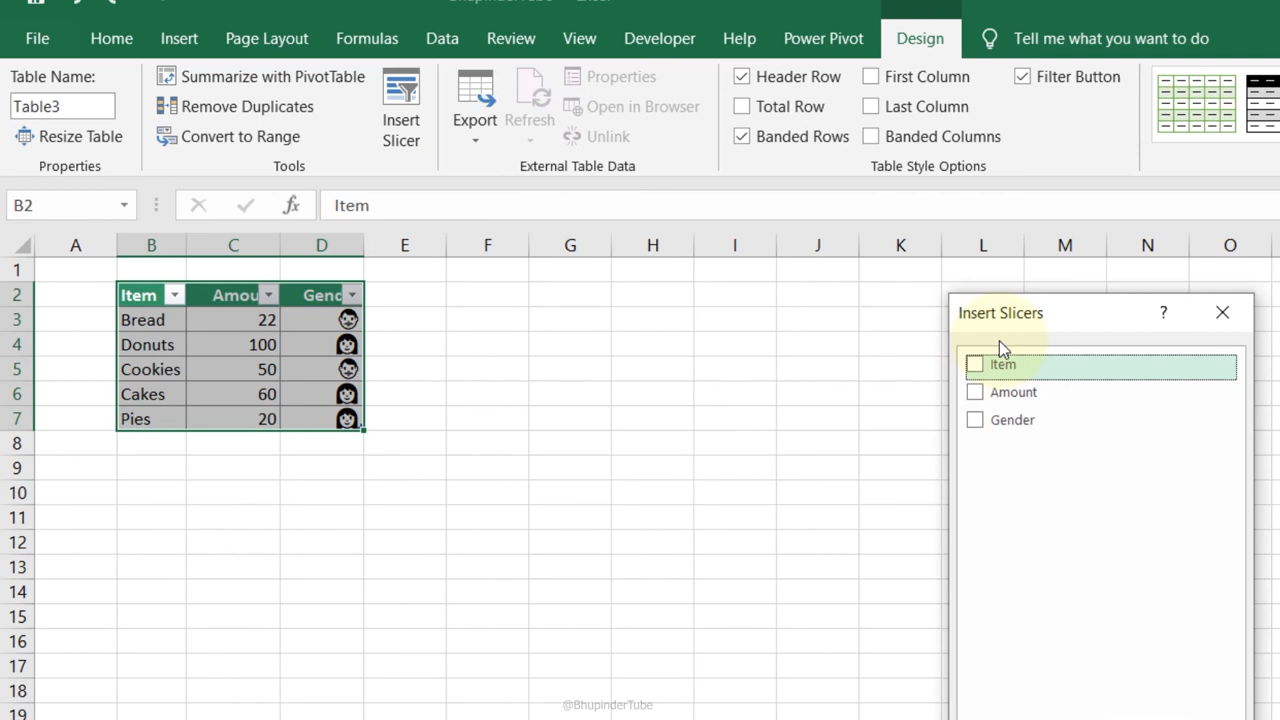 File Home Insert Page Layout Formulas Data Review View Developer Help Power Pivot Design Tell me what you want to do
Table Name:
Table3
Resize Table
Properties
Summarize with PivotTable
Remove Duplicates
Convert to Range
Insert
Slicer
Tools
Export
Refresh
Properties
Open in Browser
Unlink
External Table Data
Header Row
Total Row
Banded Rows
First Column
Last Column
Banded Columns
Filter Button
Table Style Options
B2 fx Item
A B C D E F G H I J K L M N O
1
2 Item Amou Gend
3 Bread 22
4 Donuts 100
5 Cookies 50
6 Cakes 60
7 Pies 20
8
9
10
11
12
13
14
15
16
17
18
19
Insert Slicers ?
Item
Amount
Gender
@BhupinderTube